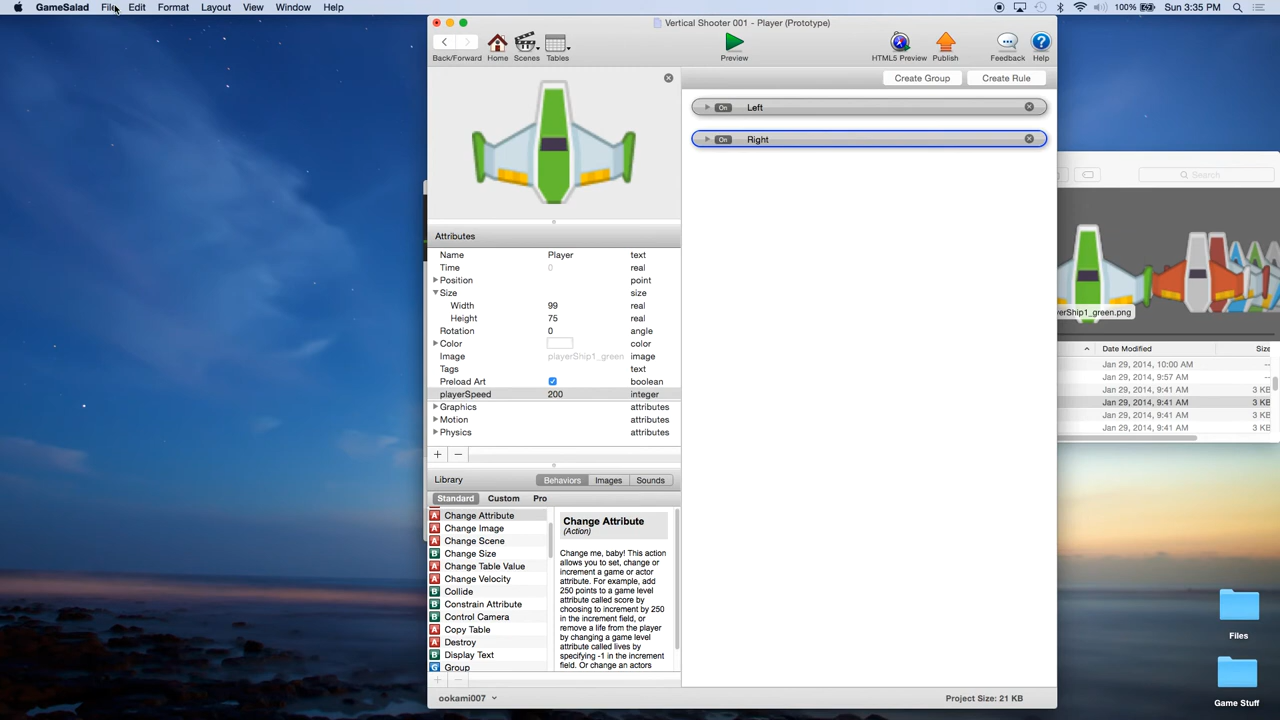 GameSalad File Edit Format Layout View Window Help 100% Sun 3:35 PM
Vertical Shooter 001 - Player (Prototype)
Back/Forward Home Scenes Tables Preview HTML5 Preview Publish Feedback Help
Create Group Create Rule
On Left
On Right
Attributes
Name Player text
Time 0 real
Position point
Size size
Width 99 real
Height 75 real
Rotation 0 angle
Color color
Image playerShip1_green image
Tags text
Preload Art boolean
playerSpeed 200 integer
Graphics attributes
Motion attributes
Physics attributes
+ −
Library Behaviors Images Sounds
Standard Custom Pro
A Change Attribute
A Change Image
A Change Scene
B Change Size
A Change Table Value
A Change Velocity
B Collide
B Constrain Attribute
B Control Camera
A Copy Table
A Destroy
B Display Text
G Group
Change Attribute
(Action)
Change me, baby! This action
allows you to set, change or
increment a game or actor
attribute. For example, add
250 points to a game level
attribute called score by
choosing to increment by 250
in the increment field, or
remove a life from the player
by changing a game level
attribute called lives by
specifying -1 in the increment
field. Or change an actors
+ −
ookami007 Project Size: 21 KB
Search
erShip1_green.png
Date Modified Size
Jan 29, 2014, 10:00 AM --
Jan 29, 2014, 9:57 AM --
Jan 29, 2014, 9:41 AM 3 KB
Jan 29, 2014, 9:41 AM 3 KB
Jan 29, 2014, 9:41 AM 3 KB
Jan 29, 2014, 9:41 AM 3 KB
Files
Game Stuff